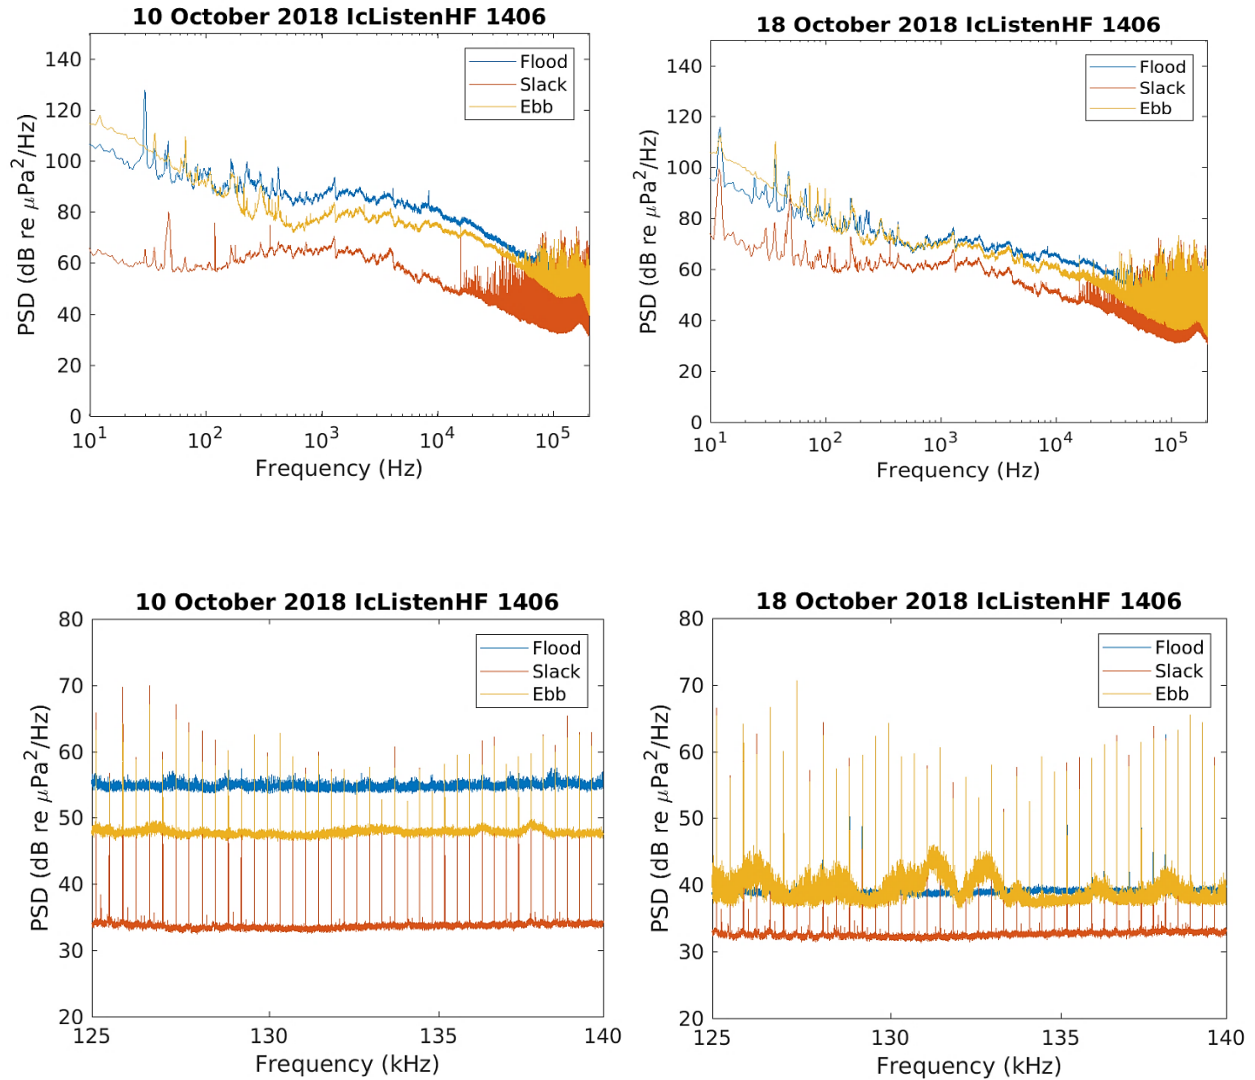 10 October 2018 IcListenHF 1406
PSD (dB re μPa²/Hz)
140
120
100
80
60
40
20
0
Flood
Slack
Ebb
10¹ 10² 10³ 10⁴ 10⁵
Frequency (Hz)
18 October 2018 IcListenHF 1406
PSD (dB re μPa²/Hz)
140
120
100
80
60
40
20
0
Flood
Slack
Ebb
10¹ 10² 10³ 10⁴ 10⁵
Frequency (Hz)
10 October 2018 IcListenHF 1406
PSD (dB re μPa²/Hz)
80
70
60
50
40
30
20
Flood
Slack
Ebb
125 130 135 140
Frequency (kHz)
18 October 2018 IcListenHF 1406
PSD (dB re μPa²/Hz)
80
70
60
50
40
30
20
Flood
Slack
Ebb
125 130 135 140
Frequency (kHz)